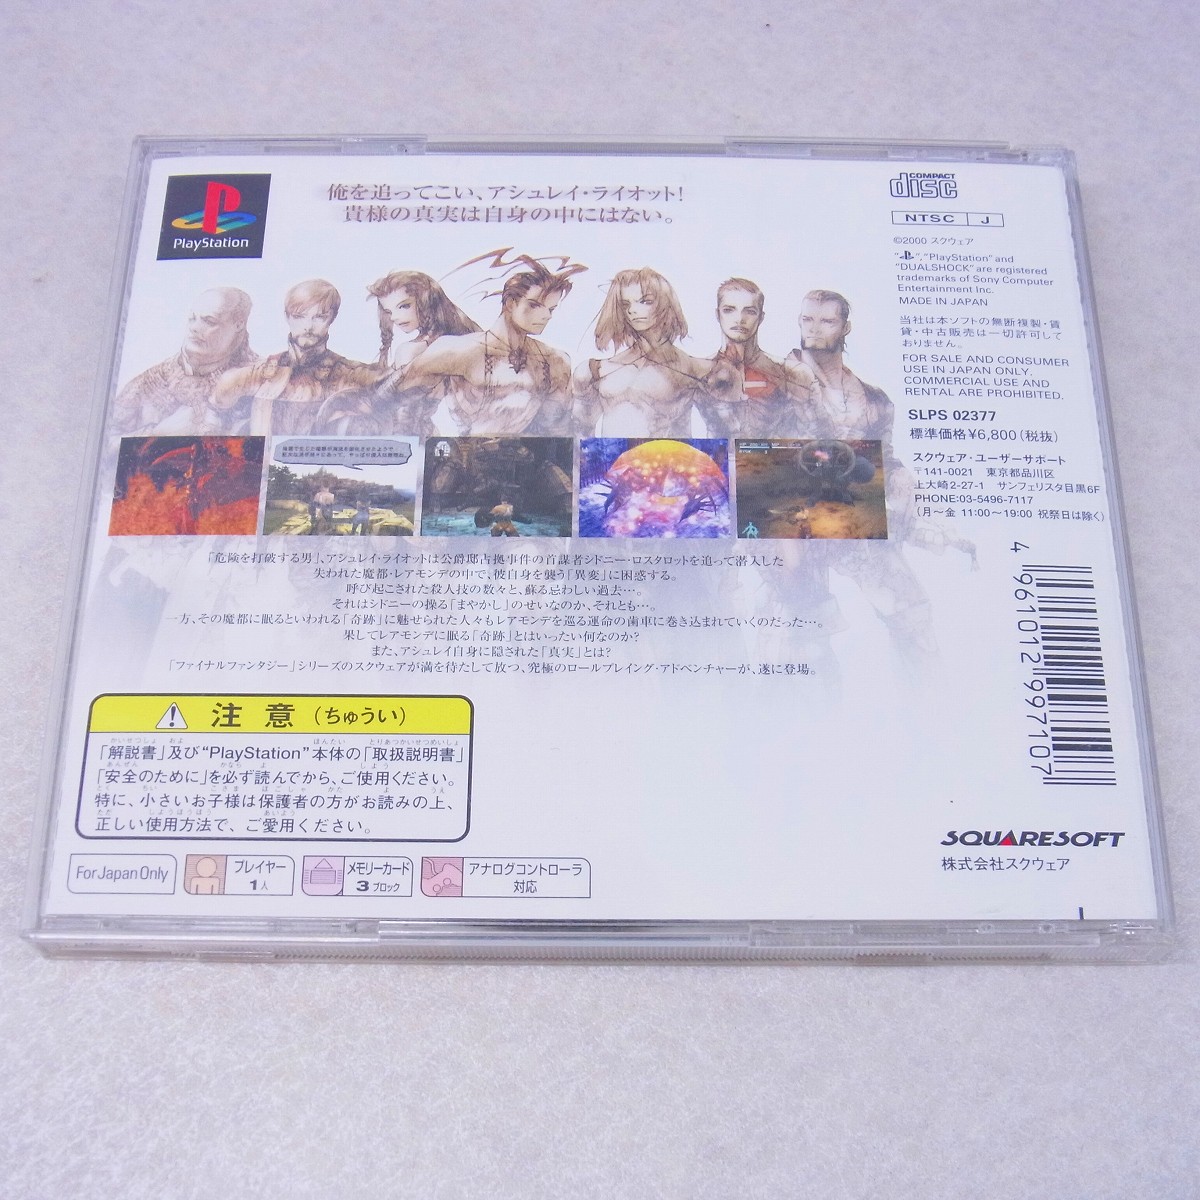 PlayStation
俺を追ってこい、アシュレイ・ライオット!
貴様の真実は自身の中にはない。
COMPACT
disc
NTSC J
©2000 スクウェア
" ", "PlayStation" and
"DUALSHOCK" are registered
trademarks of Sony Computer
Entertainment Inc.
MADE IN JAPAN
当社は本ソフトの無断複製・賃
貸・中古販売は一切許可して
おりません。
FOR SALE AND CONSUMER
USE IN JAPAN ONLY.
COMMERCIAL USE AND
RENTAL ARE PROHIBITED.
SLPS 02377
標準価格¥6,800(税抜)
スクウェア・ユーザーサポート
〒141-0021 東京都品川区
上大崎2-27-1 サンフェリスタ目黒6F
PHONE:03-5496-7117
(月〜金 11:00〜19:00 祝祭日は除く)
「危険を打破する男」、アシュレイ・ライオットは公爵邸占拠事件の首謀者シドニー・ロスタロットを追って潜入した
失われた魔都・レアモンデの中で、彼自身を襲う「異変」に困惑する。
呼び起こされた殺人技の数々と、蘇る忌わしい過去…。
それはシドニーの操る「まやかし」のせいなのか、それとも…。
一方、その魔都に眠るといわれる「奇跡」に魅せられた人々もレアモンデを巡る運命の歯車に巻き込まれていくのだった…。
果してレアモンデに眠る「奇跡」とはいったい何なのか?
また、アシュレイ自身に隠された「真実」とは?
「ファイナルファンタジー」シリーズのスクウェアが満を待たして放つ、究極のロールプレイング・アドベンチャーが、遂に登場。
4961012997107
注意(ちゅうい)
「解説書」及び"PlayStation"本体の「取扱説明書」
「安全のために」を必ず読んでから、ご使用ください。
特に、小さいお子様は保護者の方がお読みの上、
正しい使用方法で、ご愛用ください。
For Japan Only
プレイヤー
1人
メモリーカード
3ブロック
アナログコントローラ
対応
SQUARESOFT
株式会社スクウェア